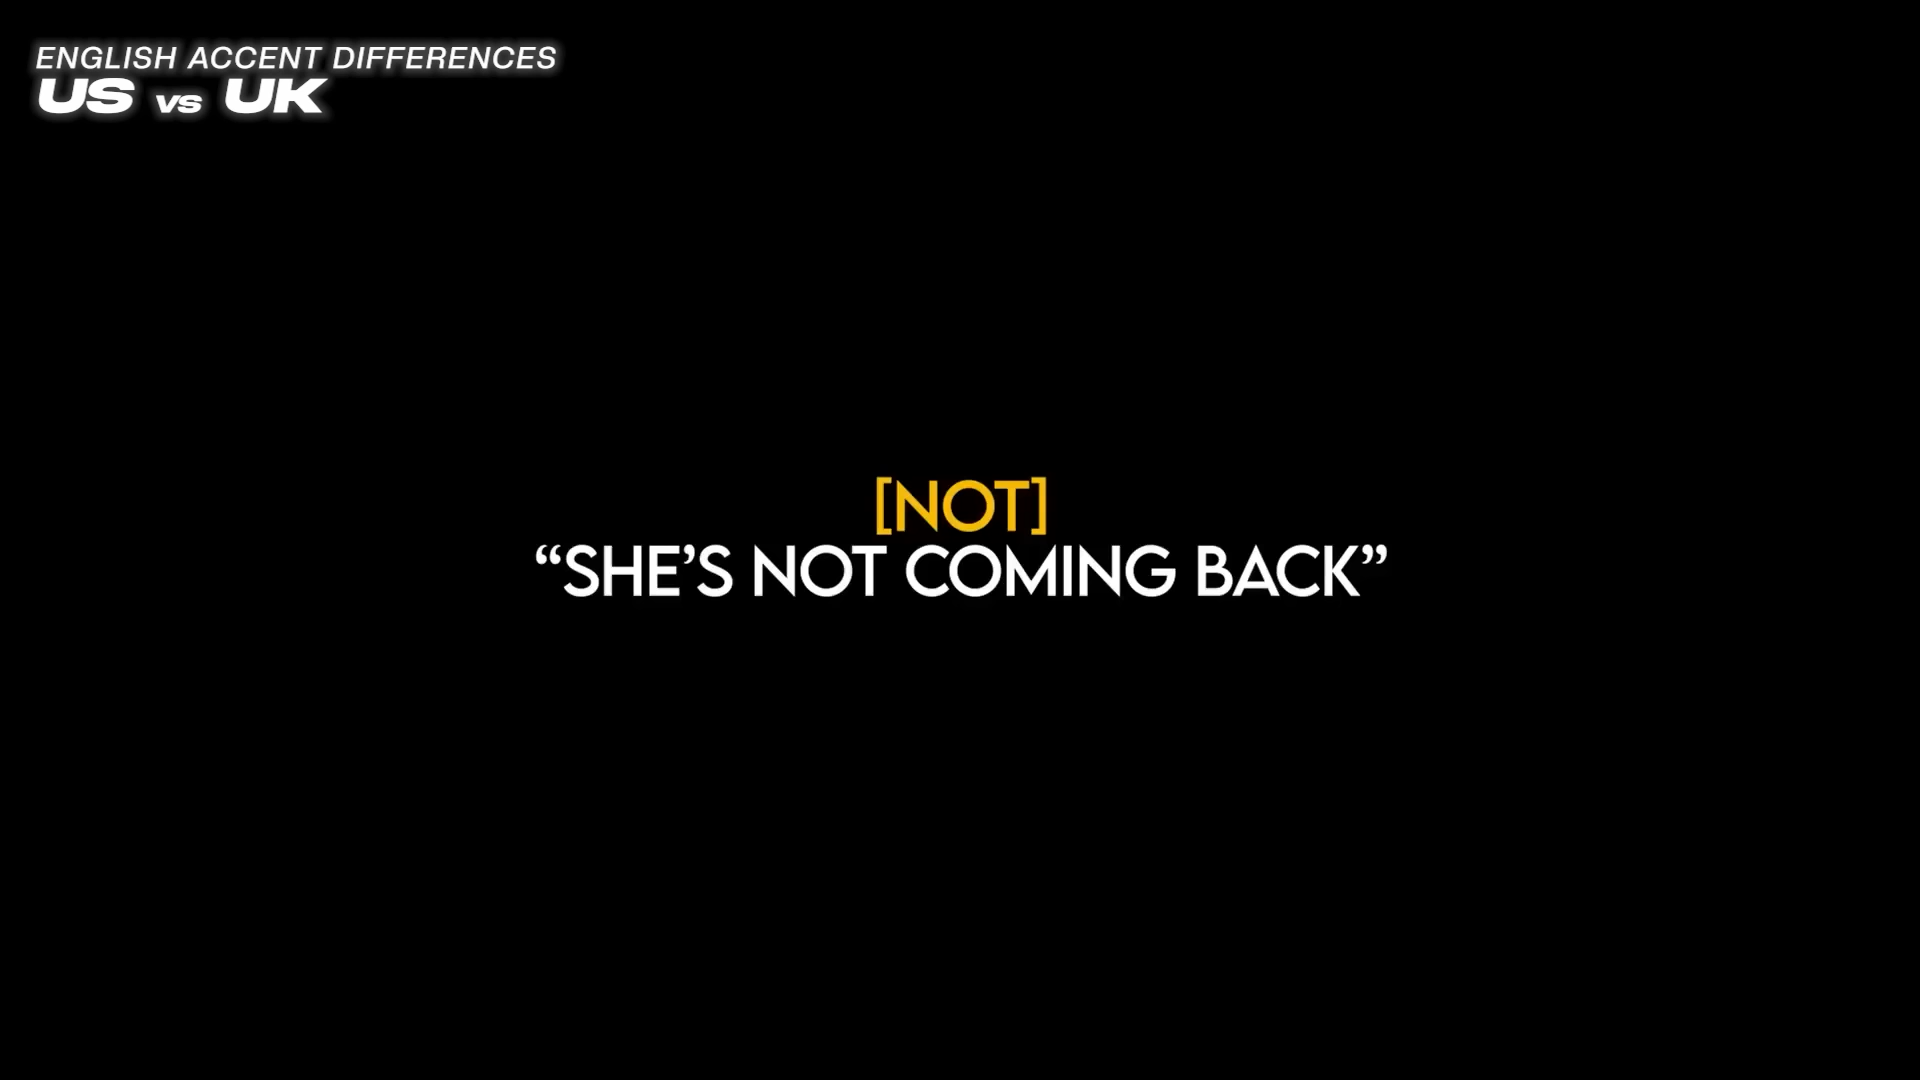 ENGLISH ACCENT DIFFERENCES
US vs UK
[NOT]
“SHE’S NOT COMING BACK”